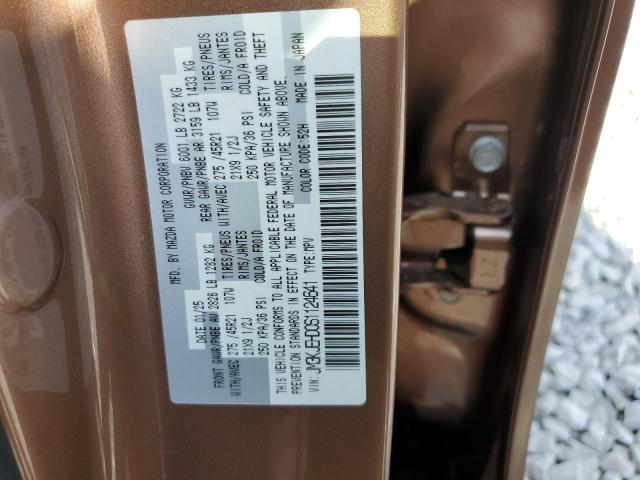 MFD. BY MAZDA MOTOR CORPORATION
DATE 01/25 GVWR/PNBV 6001 LB 2722 KG
FRONT GAWR/PNBE AV 2826 LB 1282 KG REAR GAWR/PNBE AR 3159 LB 1433 KG
WITH/AVEC 275 /45R21 107W TIRES/PNEUS WITH/AVEC 275 /45R21 107W TIRES/PNEUS
21X9 1/2J RIMS/JANTES 21X9 1/2J RIMS/JANTES
250 KPA/36 PSI COLD/A FROID 250 KPA/36 PSI COLD/A FROID
THIS VEHICLE CONFORMS TO ALL APPLICABLE FEDERAL MOTOR VEHICLE SAFETY AND THEFT
PREVENTION STANDARDS IN EFFECT ON THE DATE OF MANUFACTURE SHOWN ABOVE.
VIN: JM3KJEHD0S1124641 TYPE:MPV COLOR CODE:52H MADE IN JAPAN